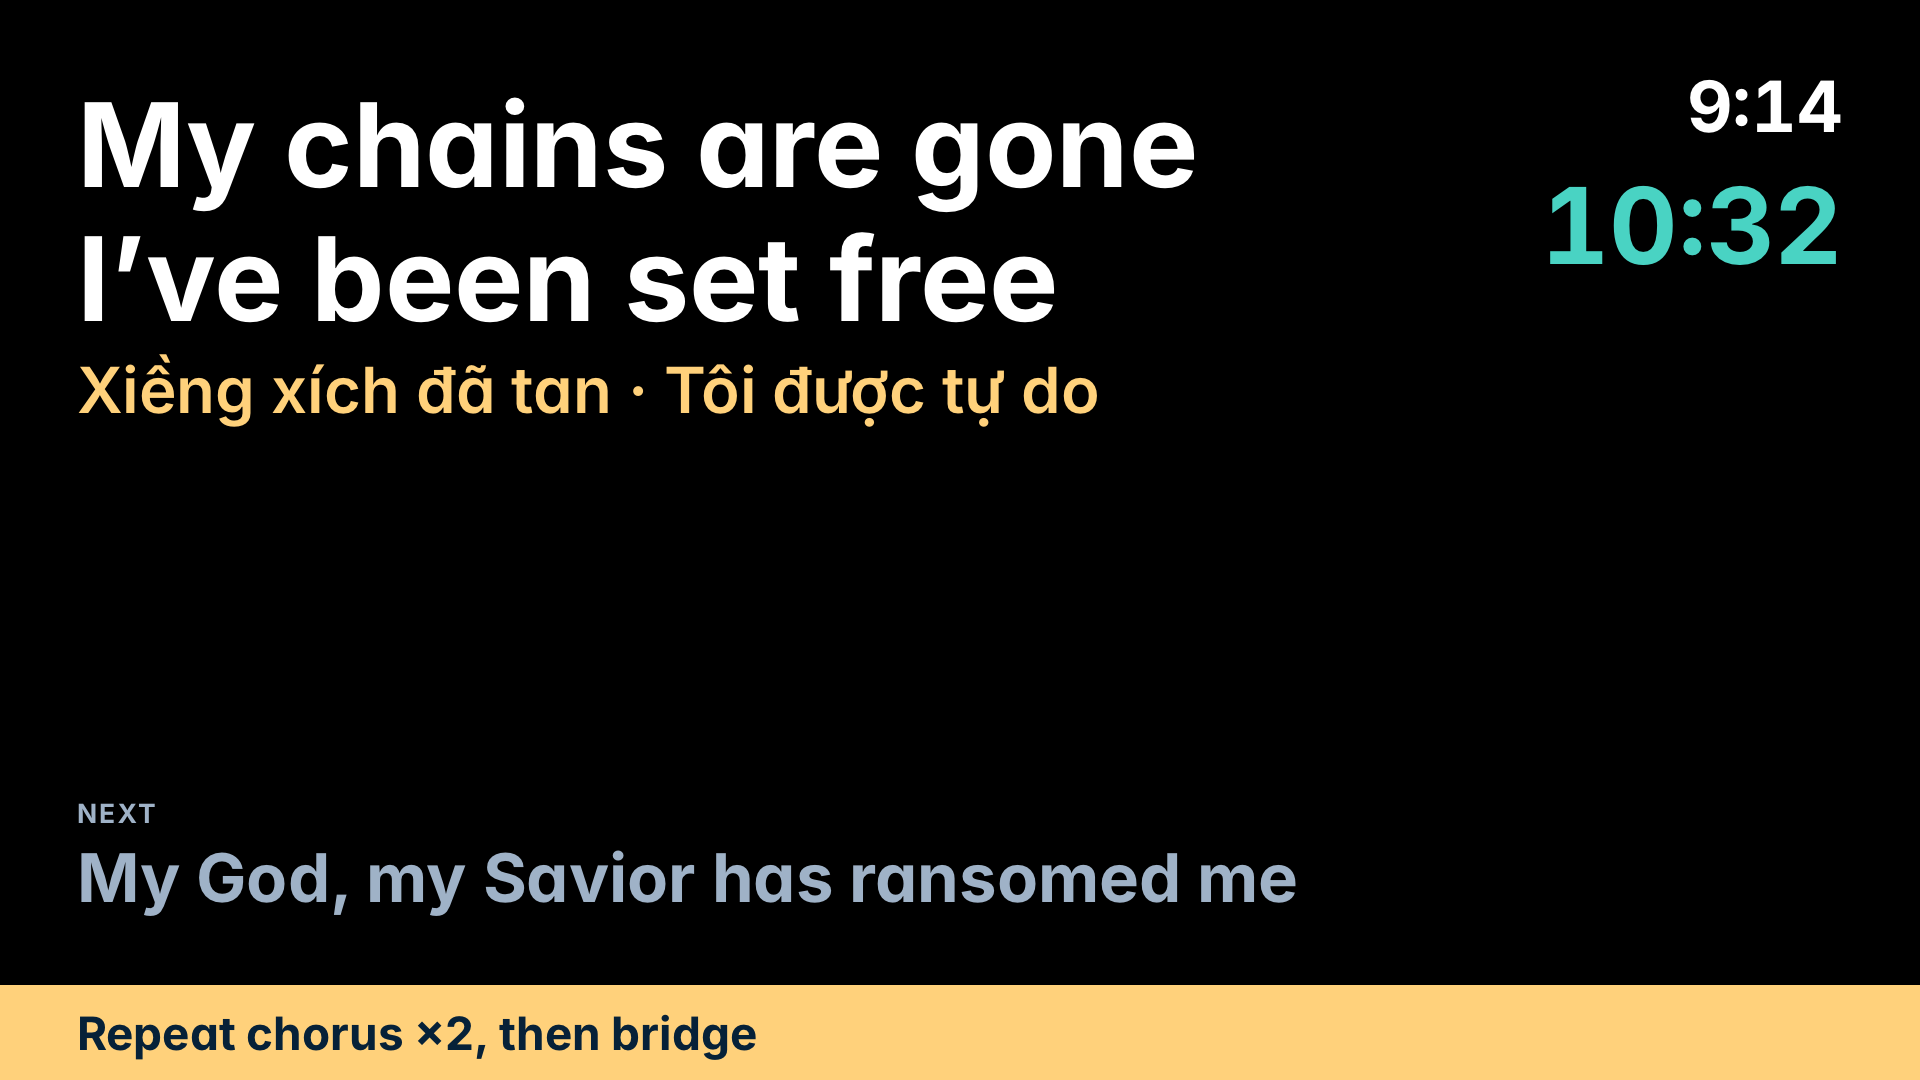 My chains are gone
I’ve been set free
Xiềng xích đã tan · Tôi được tự do
9:14
10:32
NEXT
My God, my Savior has ransomed me
Repeat chorus ×2, then bridge